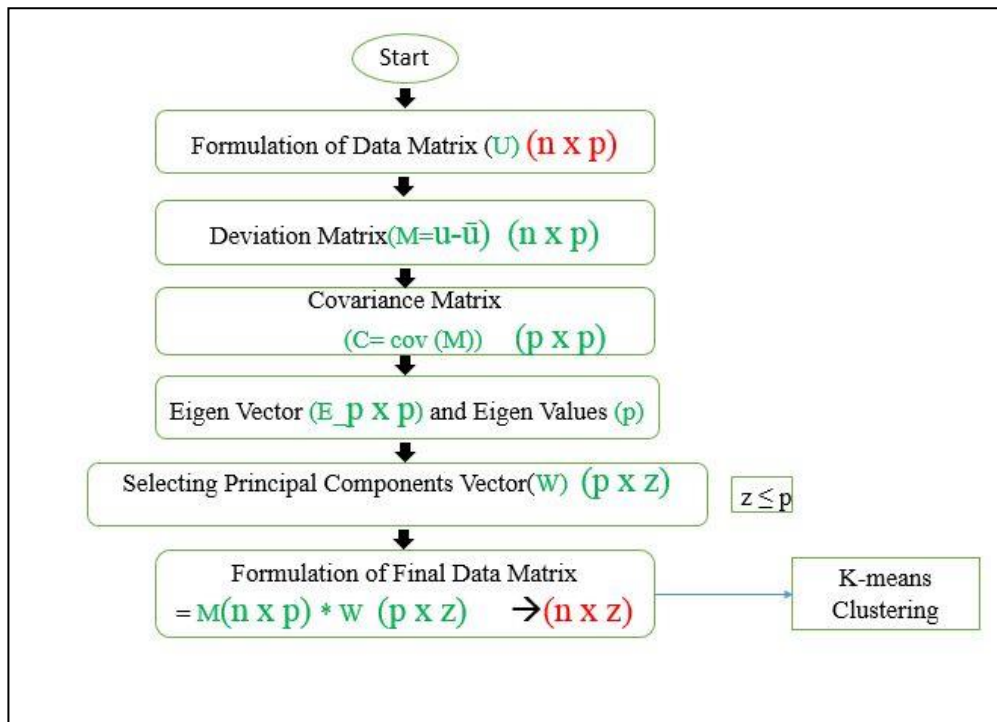 Start
Formulation of Data Matrix (U) (n x p)
Deviation Matrix(M=u-ū) (n x p)
Covariance Matrix
(C= cov (M)) (p x p)
Eigen Vector (E_p x p) and Eigen Values (p)
Selecting Principal Components Vector(W) (p x z)
z ≤ p
Formulation of Final Data Matrix
= M(n x p) * W (p x z) →(n x z)
K-means
Clustering